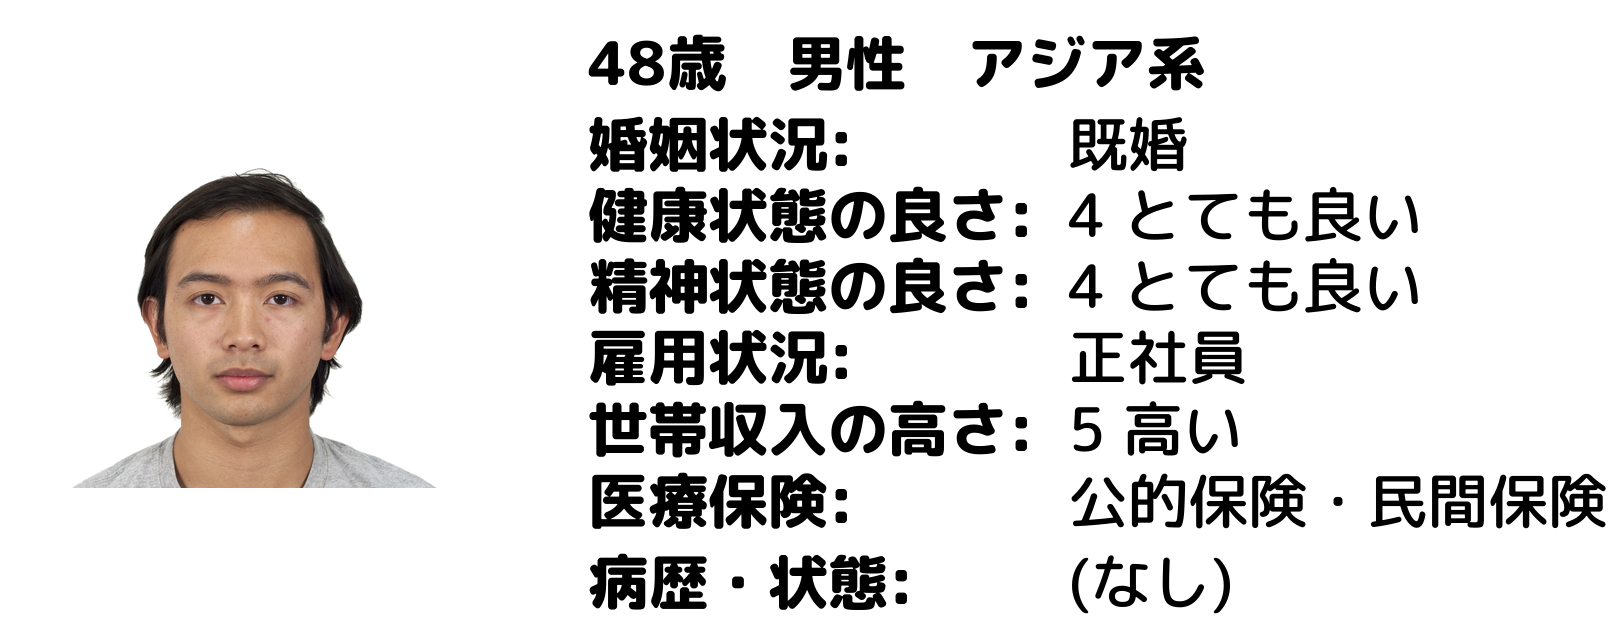 48歳　男性　アジア系
婚姻状況: 既婚
健康状態の良さ: 4 とても良い
精神状態の良さ: 4 とても良い
雇用状況: 正社員
世帯収入の高さ: 5 高い
医療保険: 公的保険・民間保険
病歴・状態: (なし)